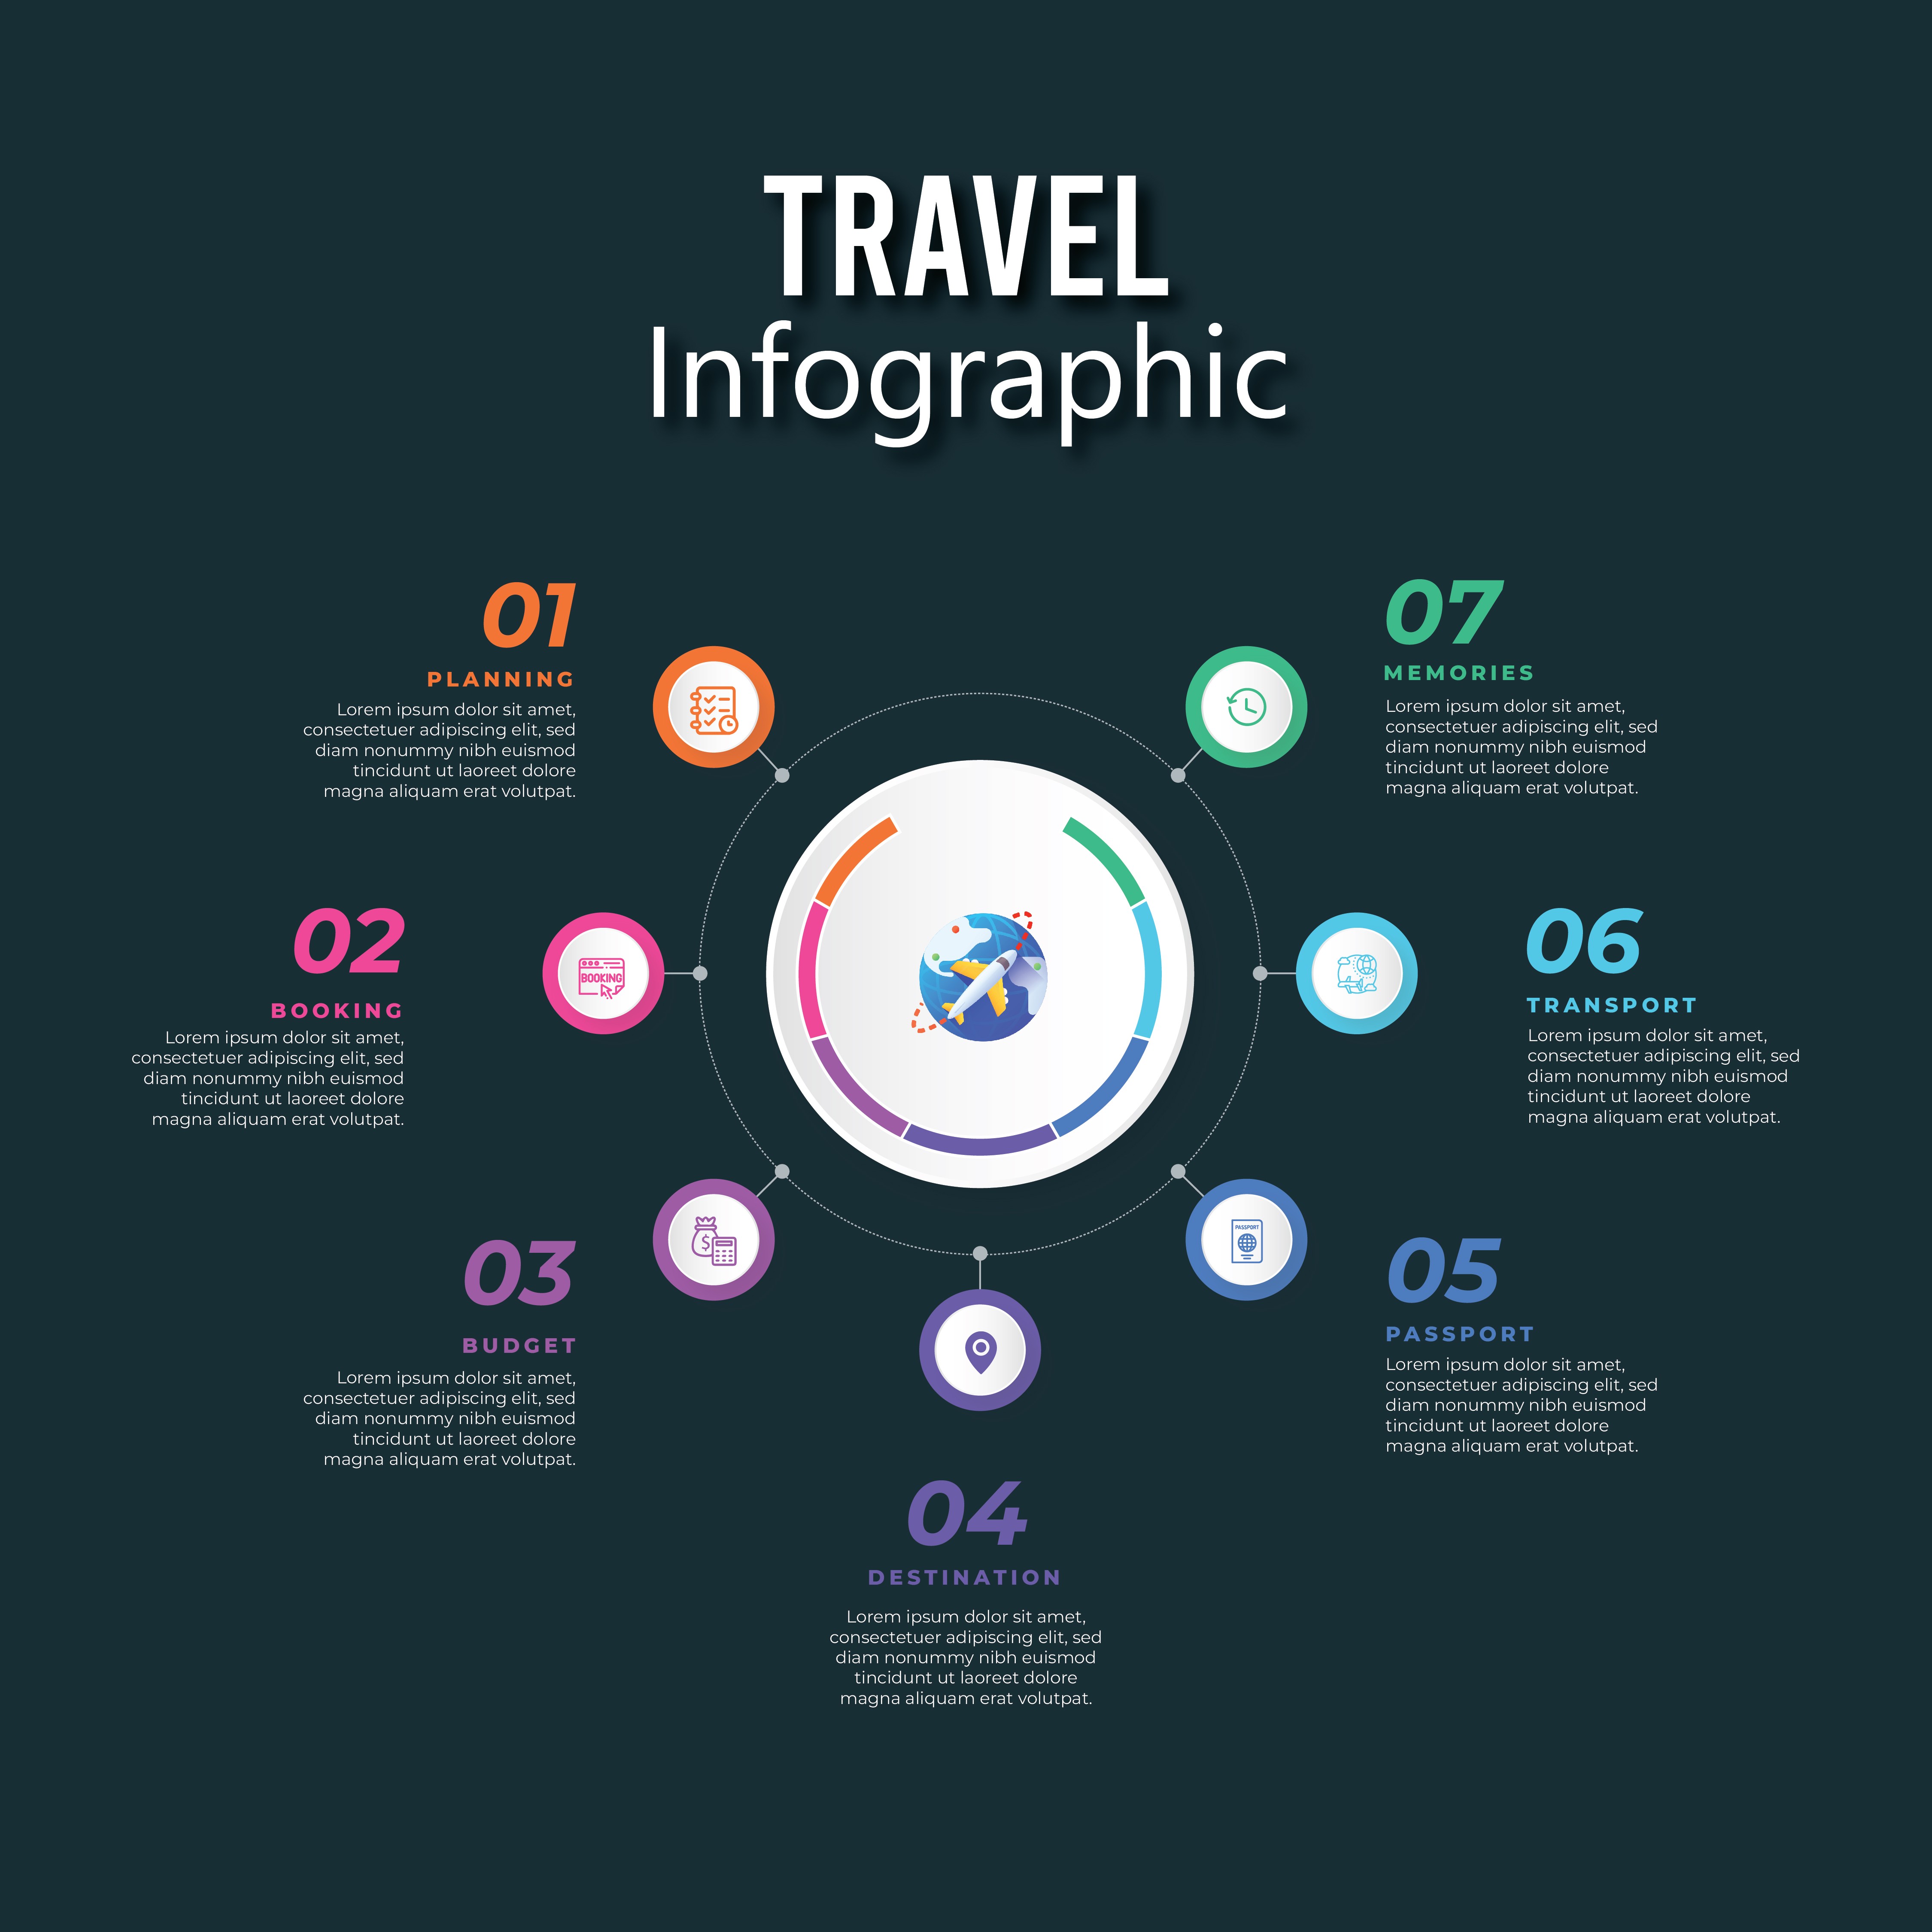 TRAVEL
Infographic
01
PLANNING
Lorem ipsum dolor sit amet,
consectetuer adipiscing elit, sed
diam nonummy nibh euismod
tincidunt ut laoreet dolore
magna aliquam erat volutpat.
02
BOOKING
Lorem ipsum dolor sit amet,
consectetuer adipiscing elit, sed
diam nonummy nibh euismod
tincidunt ut laoreet dolore
magna aliquam erat volutpat.
BOOKING
03
BUDGET
Lorem ipsum dolor sit amet,
consectetuer adipiscing elit, sed
diam nonummy nibh euismod
tincidunt ut laoreet dolore
magna aliquam erat volutpat.
$
04
DESTINATION
Lorem ipsum dolor sit amet,
consectetuer adipiscing elit, sed
diam nonummy nibh euismod
tincidunt ut laoreet dolore
magna aliquam erat volutpat.
PASSPORT
05
PASSPORT
Lorem ipsum dolor sit amet,
consectetuer adipiscing elit, sed
diam nonummy nibh euismod
tincidunt ut laoreet dolore
magna aliquam erat volutpat.
06
TRANSPORT
Lorem ipsum dolor sit amet,
consectetuer adipiscing elit, sed
diam nonummy nibh euismod
tincidunt ut laoreet dolore
magna aliquam erat volutpat.
07
MEMORIES
Lorem ipsum dolor sit amet,
consectetuer adipiscing elit, sed
diam nonummy nibh euismod
tincidunt ut laoreet dolore
magna aliquam erat volutpat.